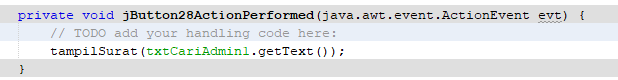 private void jButton28ActionPerformed(java.awt.event.ActionEvent evt) {
// TODO add your handling code here:
tampilSurat(txtCariAdmin1.getText());
}